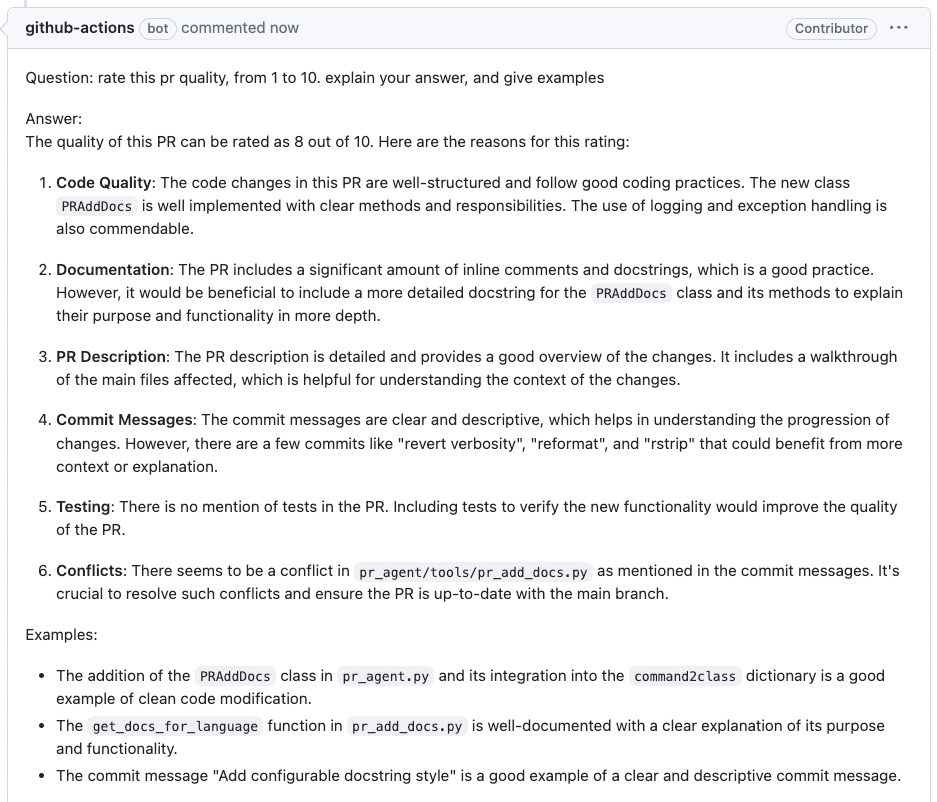 github-actions bot commented now Contributor ...
Question: rate this pr quality, from 1 to 10. explain your answer, and give examples
Answer:
The quality of this PR can be rated as 8 out of 10. Here are the reasons for this rating:
1. Code Quality: The code changes in this PR are well-structured and follow good coding practices. The new class
PRAddDocs is well implemented with clear methods and responsibilities. The use of logging and exception handling is
also commendable.
2. Documentation: The PR includes a significant amount of inline comments and docstrings, which is a good practice.
However, it would be beneficial to include a more detailed docstring for the PRAddDocs class and its methods to explain
their purpose and functionality in more depth.
3. PR Description: The PR description is detailed and provides a good overview of the changes. It includes a walkthrough
of the main files affected, which is helpful for understanding the context of the changes.
4. Commit Messages: The commit messages are clear and descriptive, which helps in understanding the progression of
changes. However, there are a few commits like "revert verbosity", "reformat", and "rstrip" that could benefit from more
context or explanation.
5. Testing: There is no mention of tests in the PR. Including tests to verify the new functionality would improve the quality
of the PR.
6. Conflicts: There seems to be a conflict in pr_agent/tools/pr_add_docs.py as mentioned in the commit messages. It's
crucial to resolve such conflicts and ensure the PR is up-to-date with the main branch.
Examples:
• The addition of the PRAddDocs class in pr_agent.py and its integration into the command2class dictionary is a good
example of clean code modification.
• The get_docs_for_language function in pr_add_docs.py is well-documented with a clear explanation of its purpose
and functionality.
• The commit message "Add configurable docstring style" is a good example of a clear and descriptive commit message.